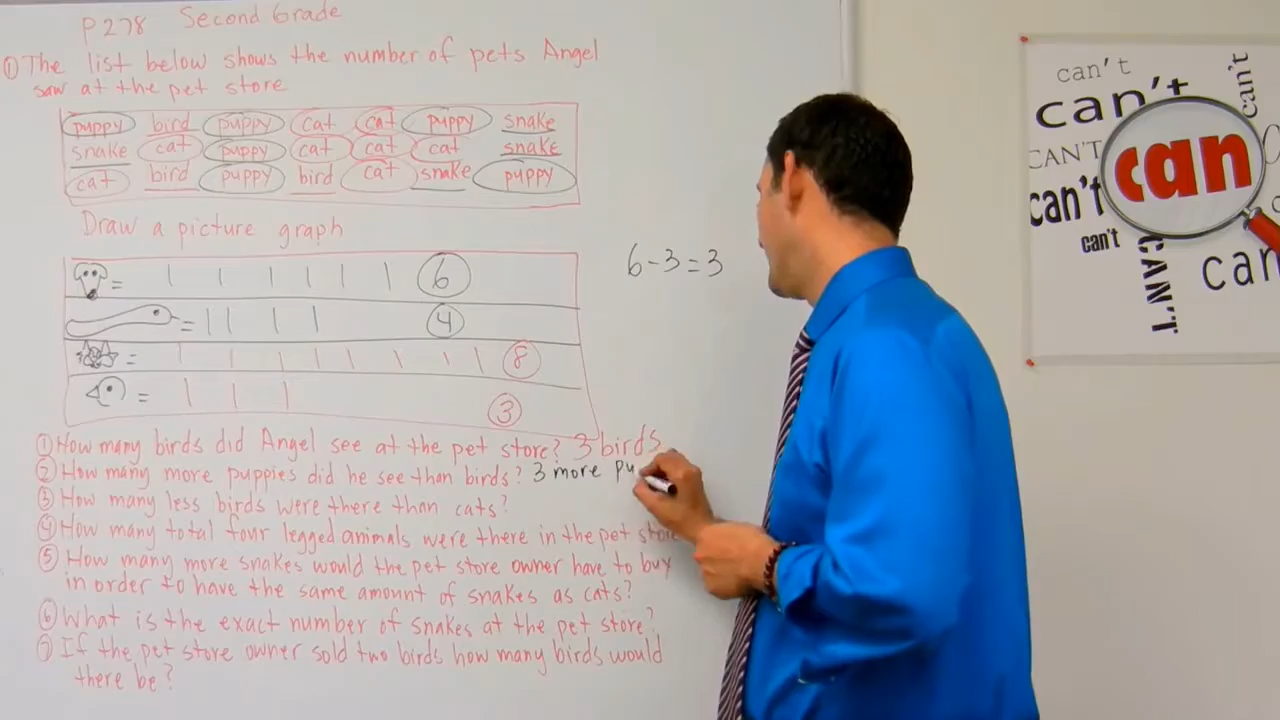 P278 Second Grade
① The list below shows the number of pets Angel
saw at the pet store
puppy bird puppy cat cat puppy snake
snake cat puppy cat cat cat snake
cat bird puppy bird cat snake puppy
Draw a picture graph
= 6
= 4
= 8
= 3
6-3=3
① How many birds did Angel see at the pet store? 3 birds
② How many more puppies did he see than birds? 3 more pu
③ How many less birds were there than cats?
④ How many total four legged animals were there in the pet store
⑤ How many more snakes would the pet store owner have to buy
in order to have the same amount of snakes as cats?
⑥ What is the exact number of snakes at the pet store?
⑦ If the pet store owner sold two birds how many birds would
there be?
can't
can't
CAN'T
can't
can't
CAN'T
can't
can
can